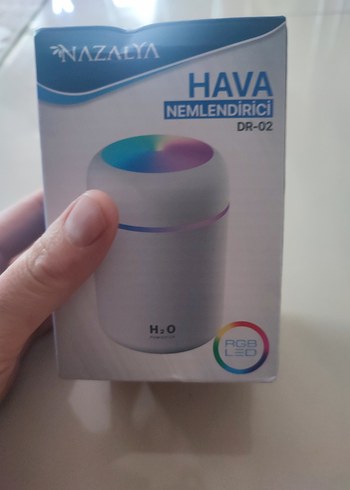 NAZALYA
HAVA
NEMLENDİRİCİ
DR-02
H₂O
RGB
LED